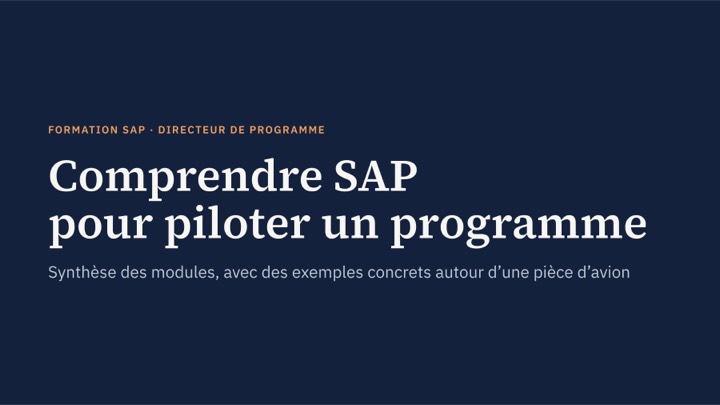 FORMATION SAP · DIRECTEUR DE PROGRAMME
Comprendre SAP
pour piloter un programme
Synthèse des modules, avec des exemples concrets autour d’une pièce d’avion